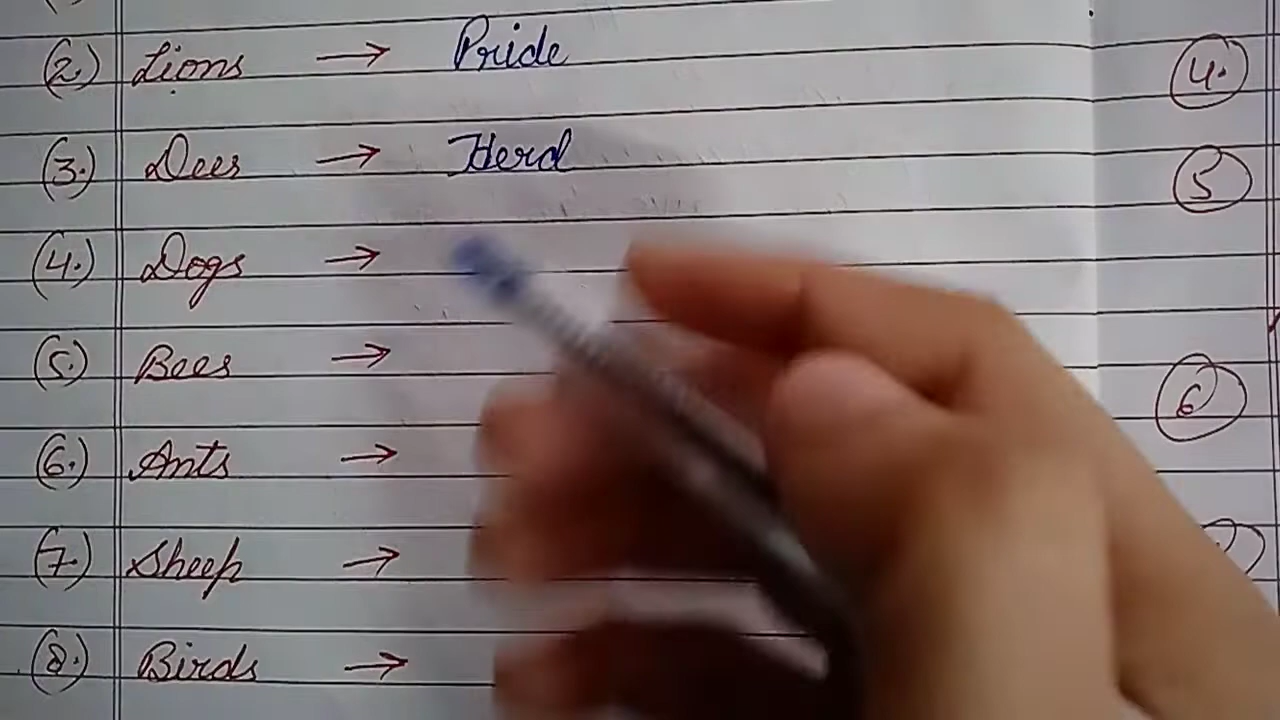 (2.) Lions → Pride
(3.) Deer → Herd
(4.) Dogs →
(5.) Bees →
(6.) Ants →
(7.) Sheep →
(8.) Birds →
4.
5
6